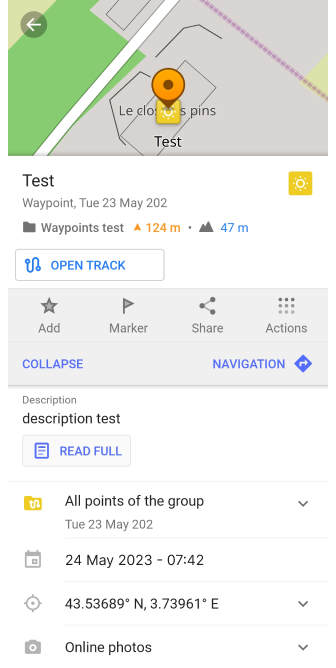 Le clos pins
Test
Test
Waypoint, Tue 23 May 202
Waypoints test 124 m • 47 m
OPEN TRACK
Add Marker Share Actions
COLLAPSE NAVIGATION
Description
description test
READ FULL
All points of the group
Tue 23 May 202
24 May 2023 - 07:42
43.53689° N, 3.73961° E
Online photos